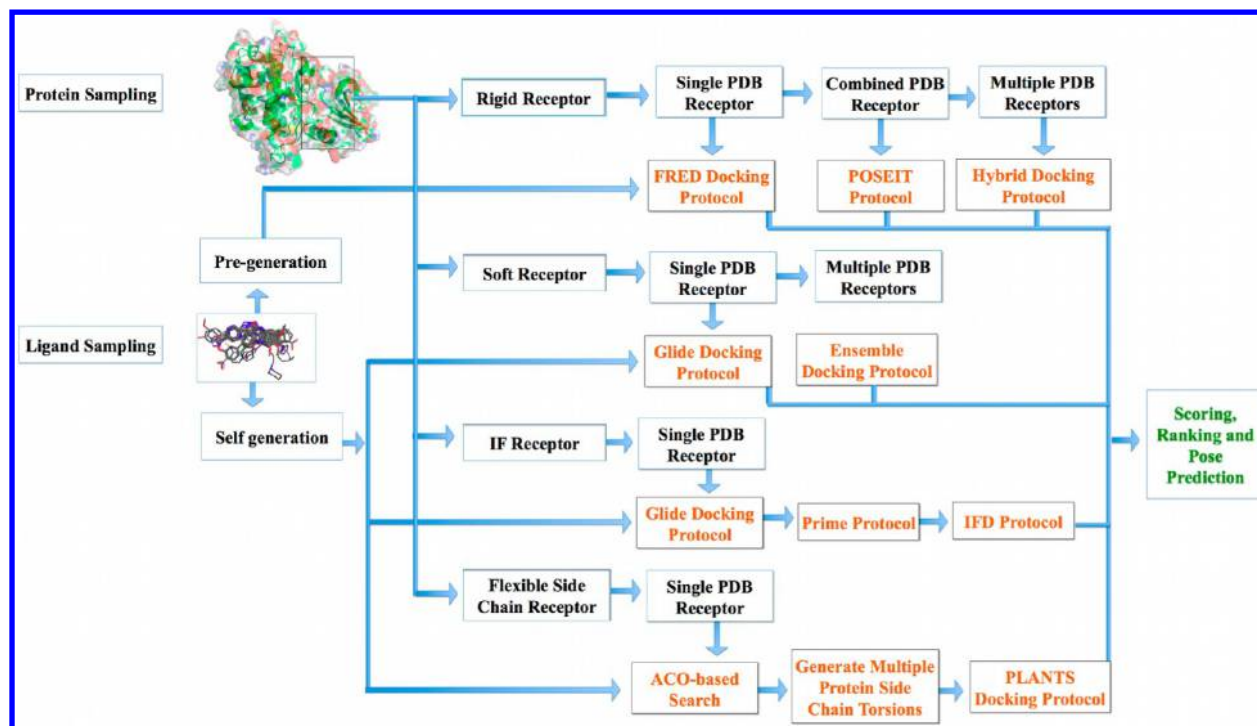 Protein Sampling
Rigid Receptor
Single PDB
Receptor
Combined PDB
Receptor
Multiple PDB
Receptors
FRED Docking
Protocol
POSEIT
Protocol
Hybrid Docking
Protocol
Pre-generation
Soft Receptor
Single PDB
Receptor
Multiple PDB
Receptors
Ligand Sampling
Glide Docking
Protocol
Ensemble
Docking Protocol
Self generation
IF Receptor
Single PDB
Receptor
Scoring,
Ranking and
Pose
Prediction
Glide Docking
Protocol
Prime Protocol
IFD Protocol
Flexible Side
Chain Receptor
Single PDB
Receptor
ACO-based
Search
Generate Multiple
Protein Side
Chain Torsions
PLANTS
Docking Protocol